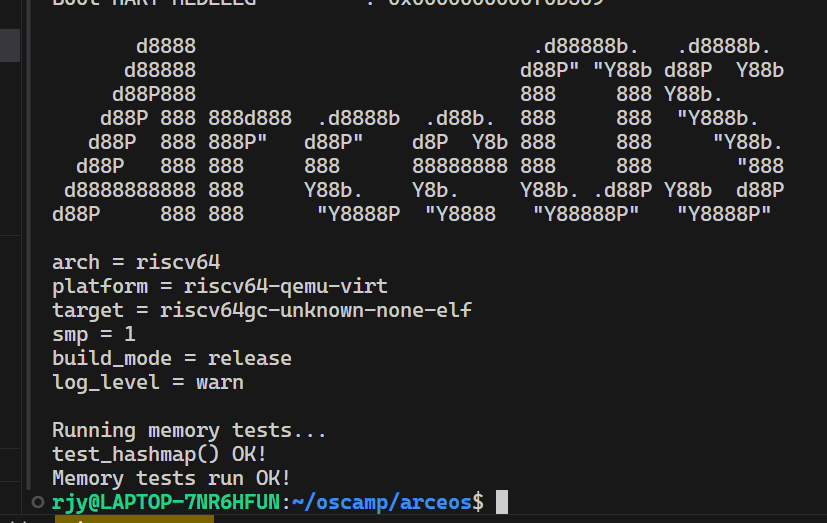 d8888                            .d88888b.   .d8888b.
      d88888                           d88P" "Y88b d88P  Y88b
     d88P888                           888     888 Y88b.
    d88P 888 888d888  .d8888b  .d88b.  888     888  "Y888b.
   d88P  888 888P"   d88P"    d8P  Y8b 888     888     "Y88b.
  d88P   888 888     888      88888888 888     888       "888
 d8888888888 888     Y88b.    Y8b.     Y88b. .d88P Y88b  d88P
d88P     888 888      "Y8888P  "Y8888   "Y88888P"   "Y8888P"
arch = riscv64
platform = riscv64-qemu-virt
target = riscv64gc-unknown-none-elf
smp = 1
build_mode = release
log_level = warn
Running memory tests...
test_hashmap() OK!
Memory tests run OK!
rjy@LAPTOP-7NR6HFUN:~/oscamp/arceos$